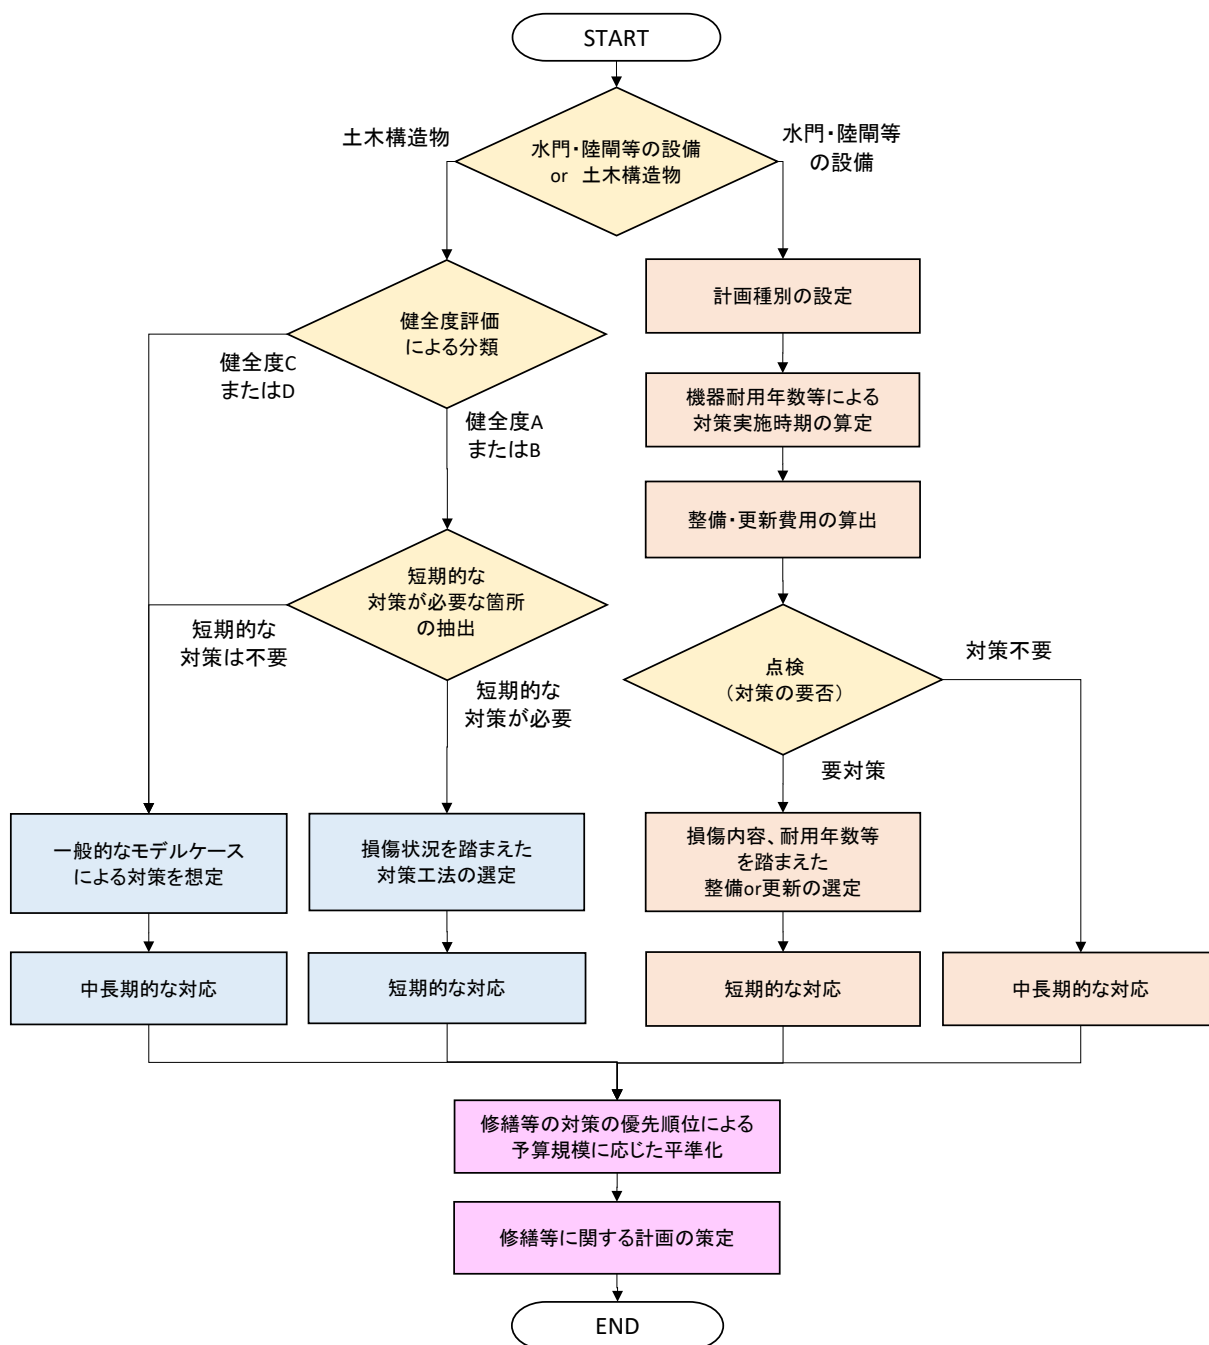 START
土木構造物
水門・陸閘等の設備
or 土木構造物
水門・陸閘等
の設備
健全度評価
による分類
計画種別の設定
健全度C
またはD
健全度A
またはB
機器耐用年数等による
対策実施時期の算定
整備・更新費用の算出
短期的な
対策が必要な箇所
の抽出
短期的な
対策は不要
短期的な
対策が必要
点検
（対策の要否）
対策不要
要対策
一般的なモデルケース
による対策を想定
損傷状況を踏まえた
対策工法の選定
損傷内容、耐用年数等
を踏まえた
整備or更新の選定
中長期的な対応
短期的な対応
短期的な対応
中長期的な対応
修繕等の対策の優先順位による
予算規模に応じた平準化
修繕等に関する計画の策定
END